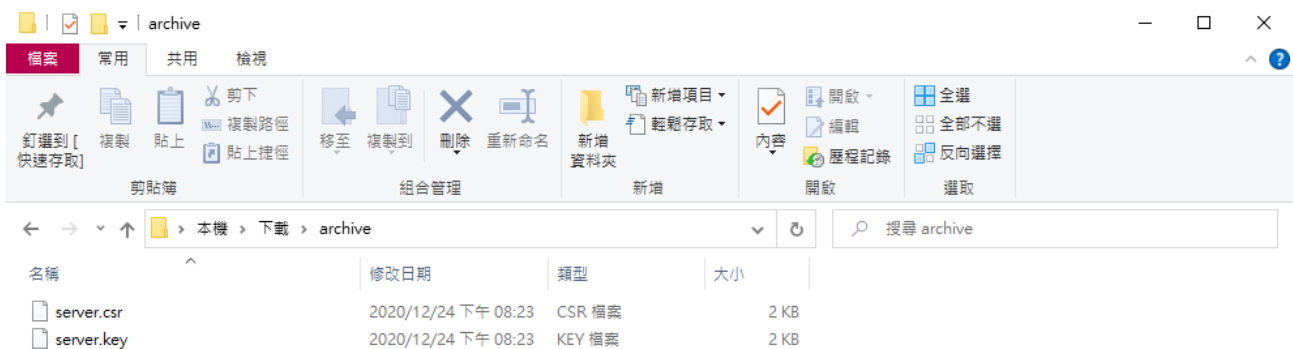 archive
檔案 常用 共用 檢視
釘選到 [
快速存取]
複製
貼上
剪下
複製路徑
貼上捷徑
剪貼簿
移至
複製到
刪除
重新命名
組合管理
新增
資料夾
新增項目
輕鬆存取
新增
內容
開啟
編輯
歷程記錄
開啟
全選
全部不選
反向選擇
選取
本機 › 下載 › archive
搜尋 archive
名稱 修改日期 類型 大小
server.csr 2020/12/24 下午 08:23 CSR 檔案 2 KB
server.key 2020/12/24 下午 08:23 KEY 檔案 2 KB